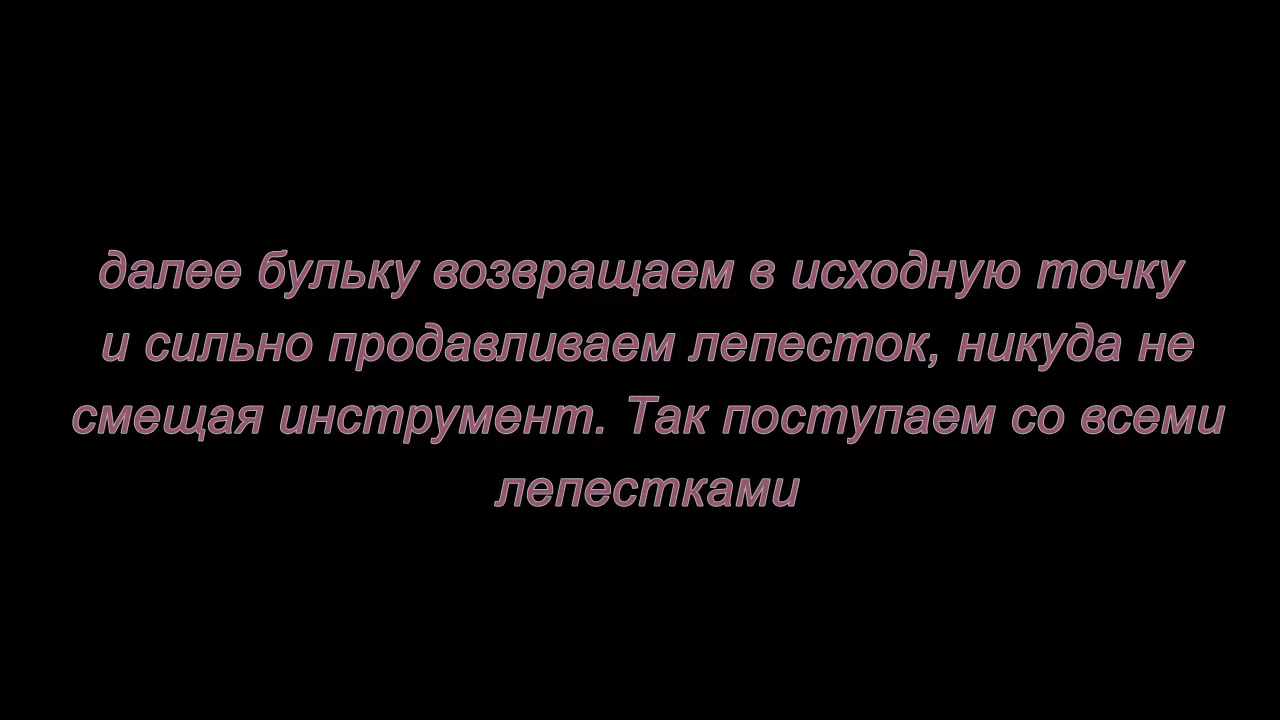 далее бульку возвращаем в исходную точку
и сильно продавливаем лепесток, никуда не
смещая инструмент. Так поступаем со всеми
лепестками